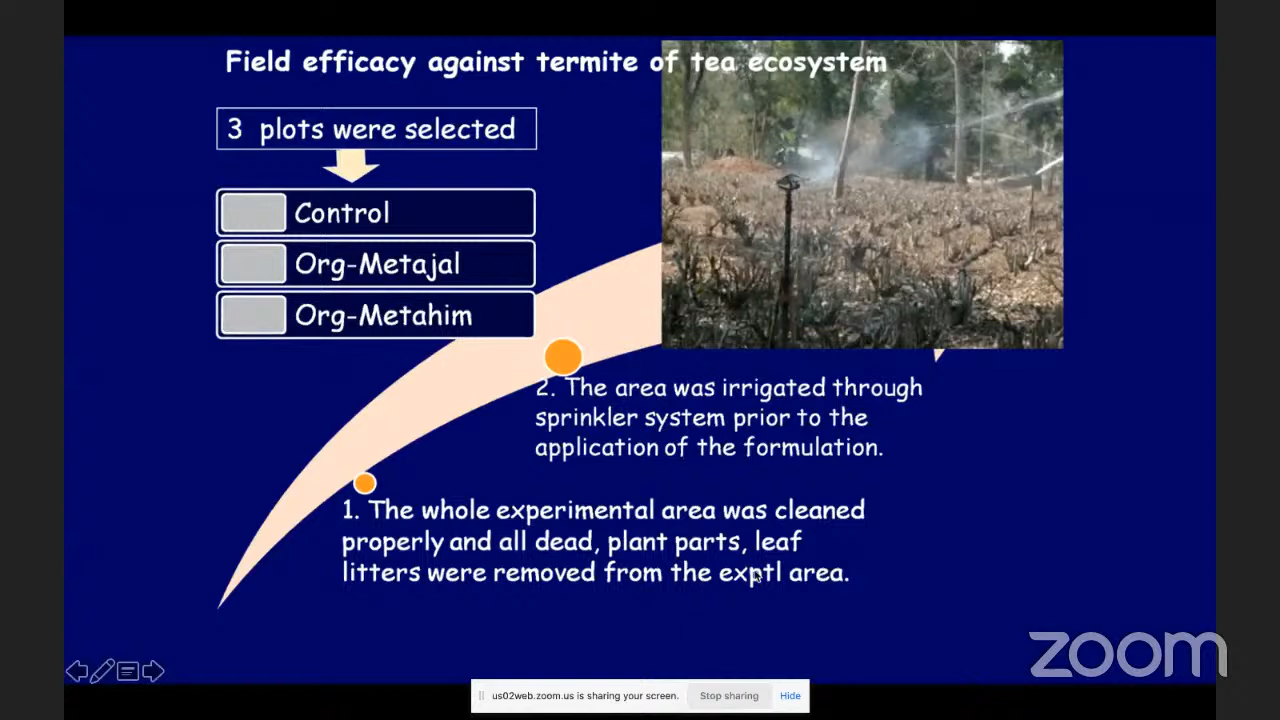 Field efficacy against termite of tea ecosystem
3 plots were selected
Control
Org-Metajal
Org-Metahim
2. The area was irrigated through
sprinkler system prior to the
application of the formulation.
1. The whole experimental area was cleaned
properly and all dead, plant parts, leaf
litters were removed from the exptl area.
zoom
us02web.zoom.us is sharing your screen. Stop sharing Hide